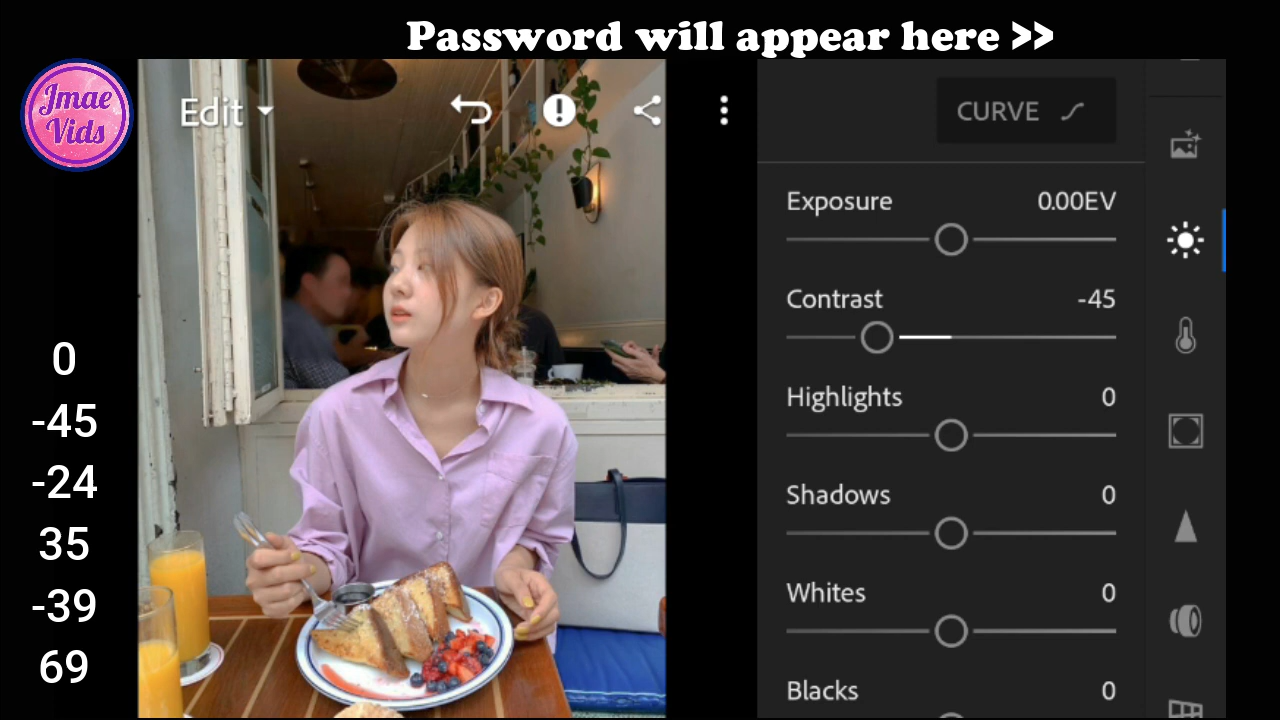 Password will appear here >>
Jmae
Vids
Edit
CURVE
Exposure 0.00EV
Contrast -45
Highlights 0
Shadows 0
Whites 0
Blacks 0
0
-45
-24
35
-39
69